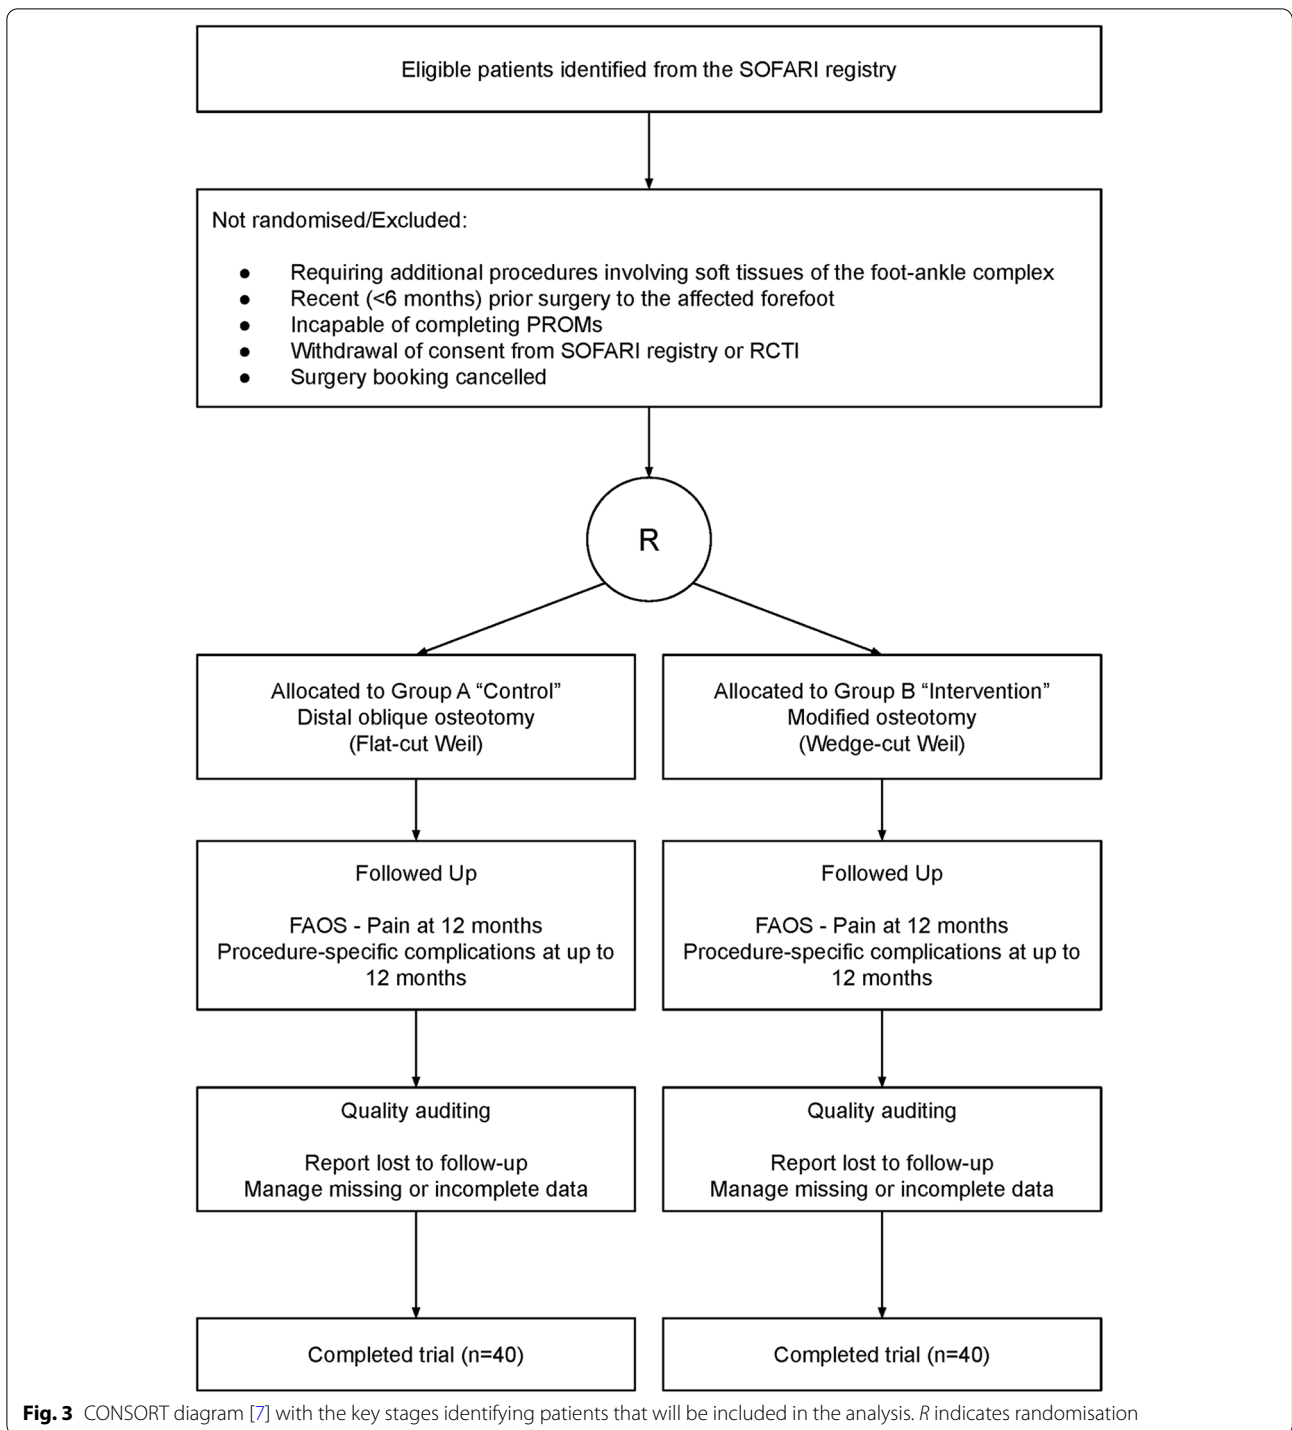 Eligible patients identified from the SOFARI registry
Not randomised/Excluded:
● Requiring additional procedures involving soft tissues of the foot-ankle complex
● Recent (<6 months) prior surgery to the affected forefoot
● Incapable of completing PROMs
● Withdrawal of consent from SOFARI registry or RCTI
● Surgery booking cancelled
R
Allocated to Group A “Control”
Distal oblique osteotomy
(Flat-cut Weil)
Allocated to Group B “Intervention”
Modified osteotomy
(Wedge-cut Weil)
Followed Up
FAOS - Pain at 12 months
Procedure-specific complications at up to
12 months
Followed Up
FAOS - Pain at 12 months
Procedure-specific complications at up to
12 months
Quality auditing
Report lost to follow-up
Manage missing or incomplete data
Quality auditing
Report lost to follow-up
Manage missing or incomplete data
Completed trial (n=40)
Completed trial (n=40)
Fig. 3 CONSORT diagram [7] with the key stages identifying patients that will be included in the analysis. R indicates randomisation